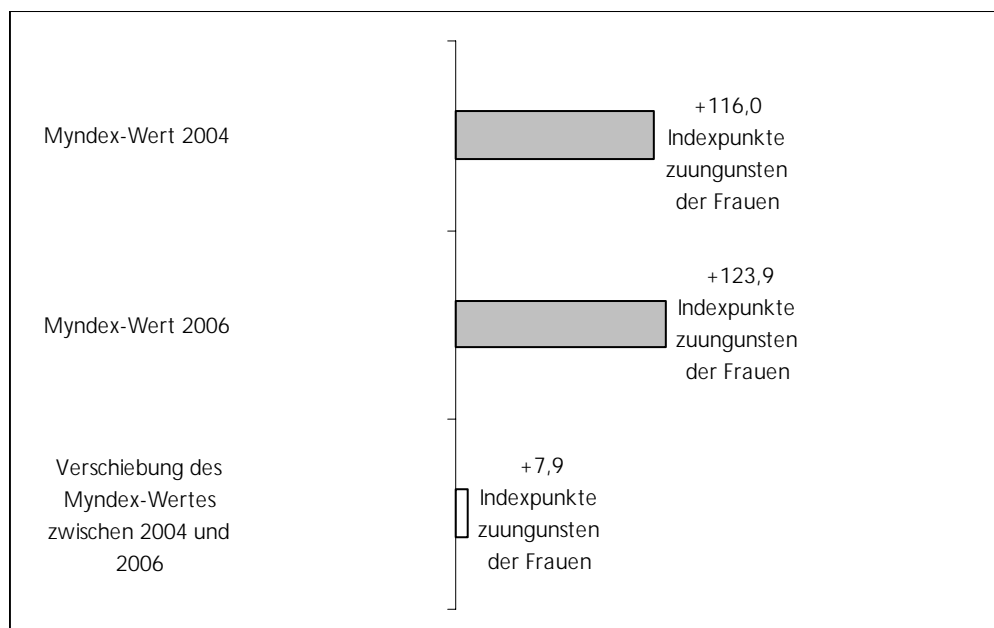 Myndex-Wert 2004
+116,0
Indexpunkte
zuungunsten
der Frauen
Myndex-Wert 2006
+123,9
Indexpunkte
zuungunsten
der Frauen
Verschiebung des
Myndex-Wertes
zwischen 2004 und
2006
+7,9
Indexpunkte
zuungunsten
der Frauen